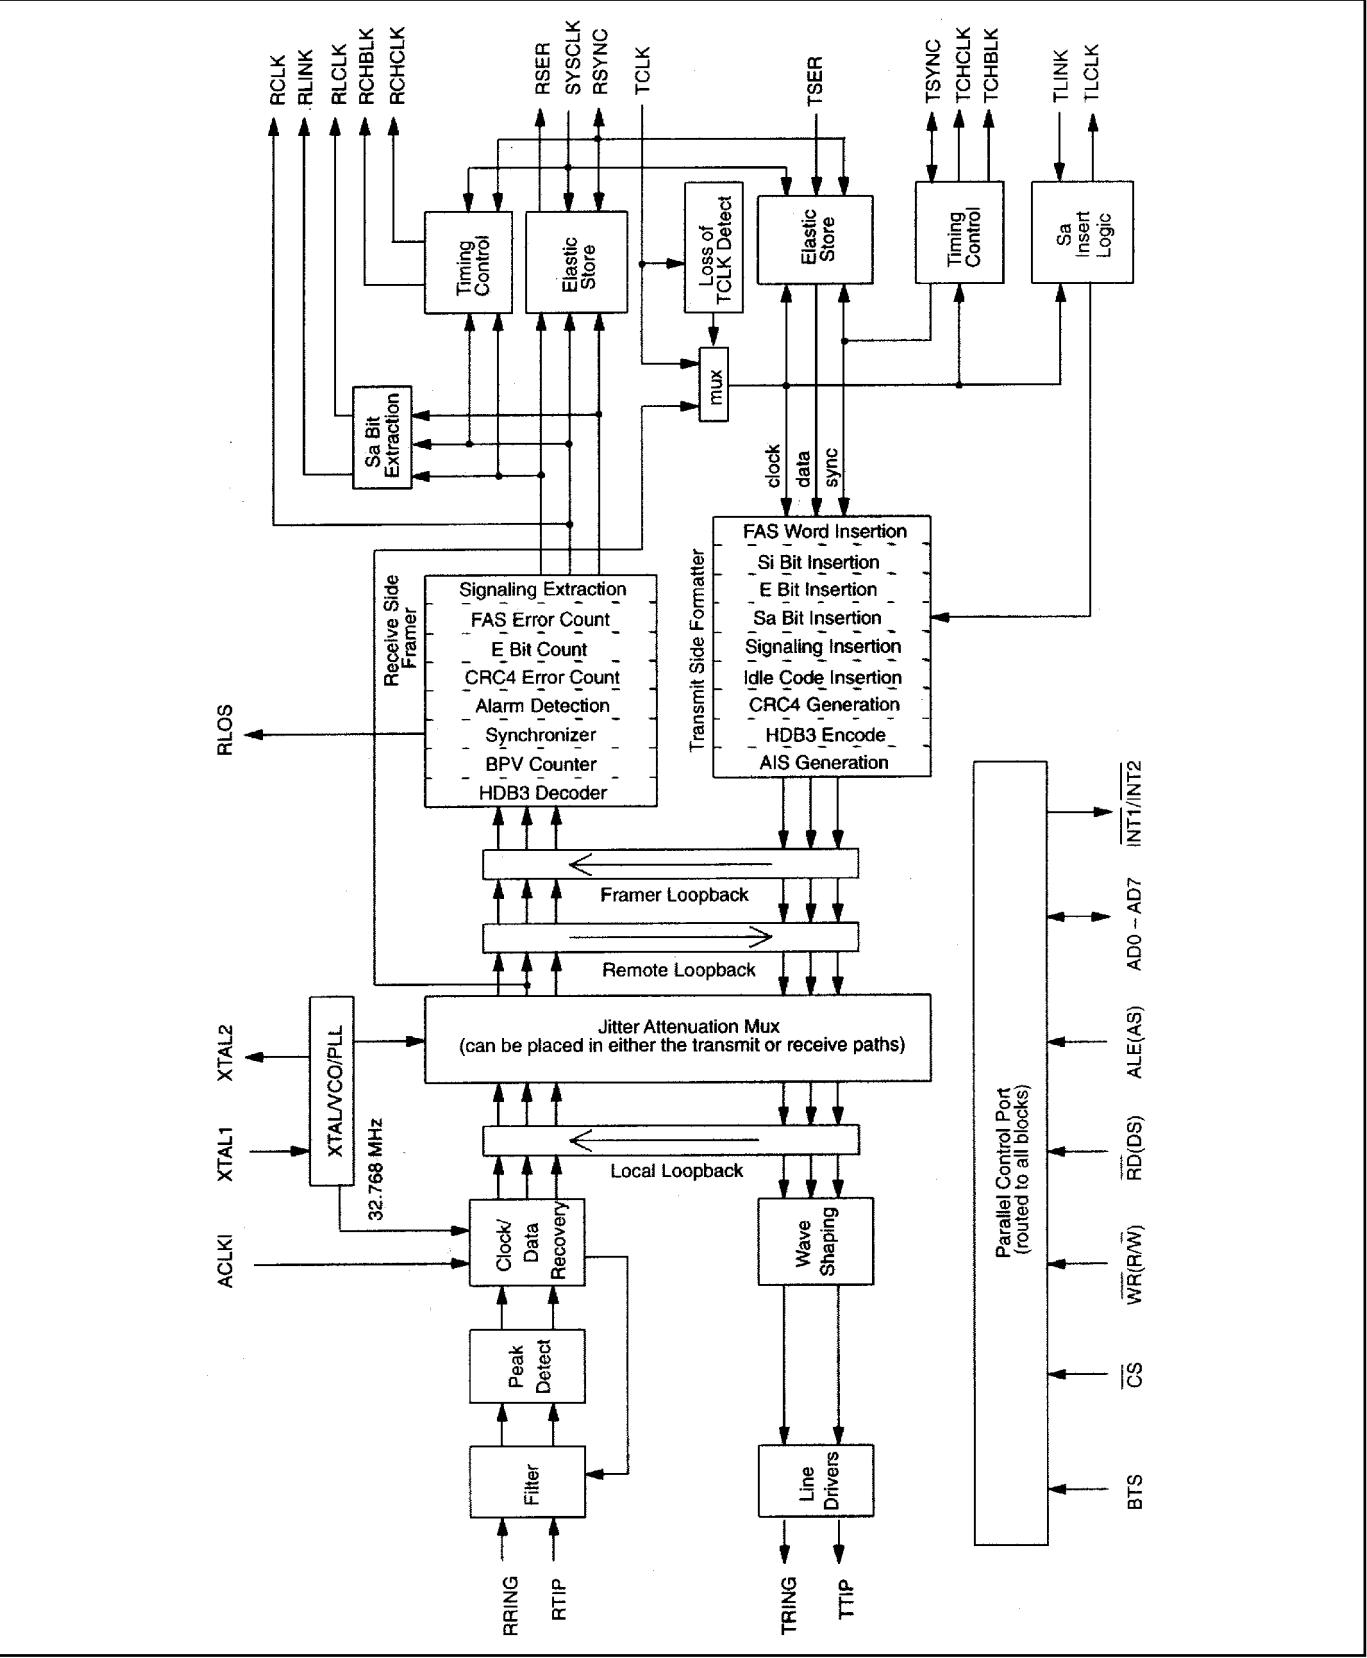 RCLK
RLINK
RLCLK
RCHBLK
RCHCLK
RSER
SYSCLK
RSYNC
TCLK
TSER
TSYNC
TCHCLK
TCHBLK
TLINK
TLCLK
Timing
Control
Elastic
Store
Loss of
TCLK Detect
Elastic
Store
Timing
Control
Sa
Insert
Logic
Sa Bit
Extraction
mux
clock
data
sync
Receive Side
Framer
Signaling Extraction
FAS Error Count
E Bit Count
CRC4 Error Count
Alarm Detection
Synchronizer
BPV Counter
HDB3 Decoder
RLOS
Transmit Side Formatter
FAS Word Insertion
Si Bit Insertion
E Bit Insertion
Sa Bit Insertion
Signaling Insertion
Idle Code Insertion
CRC4 Generation
HDB3 Encode
AIS Generation
Framer Loopback
Remote Loopback
Jitter Attenuation Mux
(can be placed in either the transmit or receive paths)
Local Loopback
XTAL2
XTAL1
ACLKI
XTAL/VCO/PLL
32.768 MHz
Clock/
Data
Recovery
Peak
Detect
Filter
RRING
RTIP
Wave
Shaping
Line
Drivers
TRING
TTIP
Parallel Control Port
(routed to all blocks)
INT1/INT2
AD0 – AD7
ALE(AS)
RD(DS)
WR(R/W)
CS
BTS